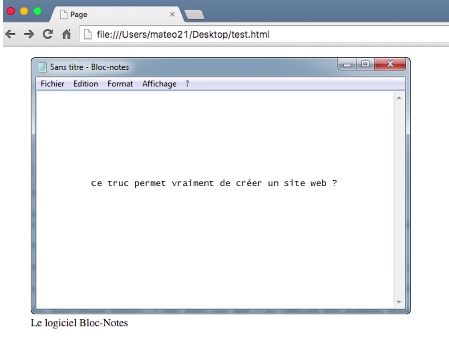 Page
file:///Users/mateo21/Desktop/test.html
Sans titre - Bloc-notes
Fichier Edition Format Affichage ?
Ce truc permet vraiment de créer un site web ?
Le logiciel Bloc-Notes